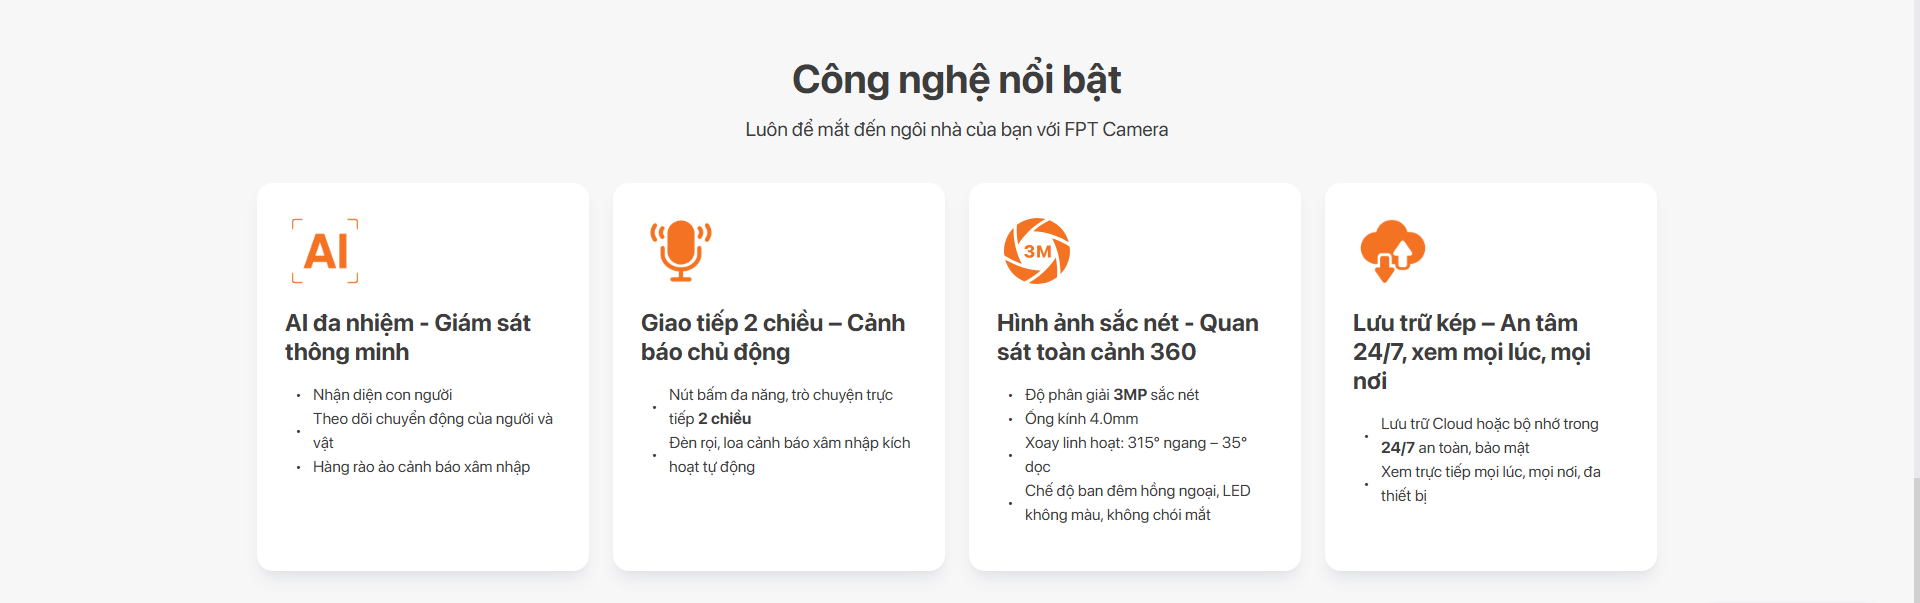 Công nghệ nổi bật
Luôn để mắt đến ngôi nhà của bạn với FPT Camera
AI
AI đa nhiệm - Giám sát
thông minh
• Nhận diện con người
• Theo dõi chuyển động của người và
vật
• Hàng rào ảo cảnh báo xâm nhập
Giao tiếp 2 chiều – Cảnh
báo chủ động
• Nút bấm đa năng, trò chuyện trực
tiếp 2 chiều
• Đèn rọi, loa cảnh báo xâm nhập kích
hoạt tự động
3M
Hình ảnh sắc nét - Quan
sát toàn cảnh 360
• Độ phân giải 3MP sắc nét
• Ống kính 4.0mm
• Xoay linh hoạt: 315° ngang – 35°
dọc
• Chế độ ban đêm hồng ngoại, LED
không màu, không chói mắt
Lưu trữ kép – An tâm
24/7, xem mọi lúc, mọi
nơi
• Lưu trữ Cloud hoặc bộ nhớ trong
24/7 an toàn, bảo mật
• Xem trực tiếp mọi lúc, mọi nơi, đa
thiết bị